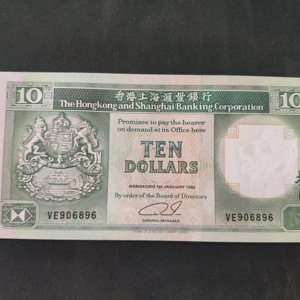 10
香港上海滙豐銀行
10
The Hongkong and Shanghai Banking Corporation
Promises to pay the bearer
on demand at its Office here
TEN
DOLLARS
HONGKONG 1st JANUARY 1992
By order of the Board of Directors
GENERAL MANAGER
VE906896
VE906896